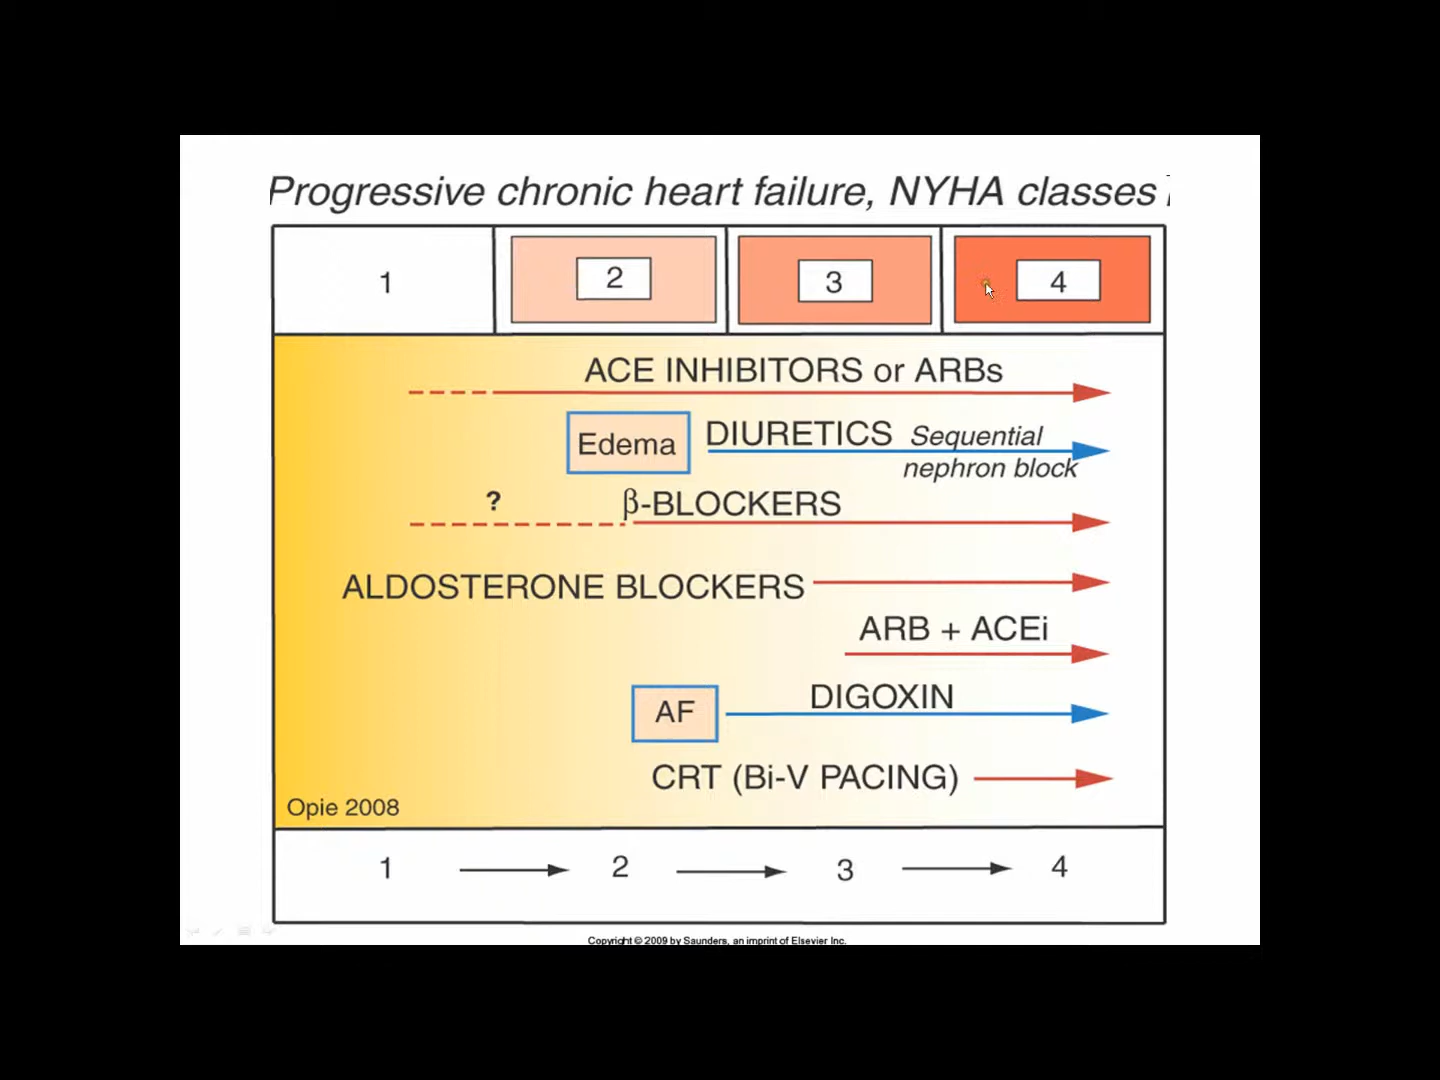 Progressive chronic heart failure, NYHA classes
1 2 3 4
ACE INHIBITORS or ARBs
Edema DIURETICS Sequential
nephron block
? β-BLOCKERS
ALDOSTERONE BLOCKERS
ARB + ACEi
AF DIGOXIN
CRT (Bi-V PACING)
Opie 2008
1 2 3 4
Copyright © 2009 by Saunders, an imprint of Elsevier Inc.